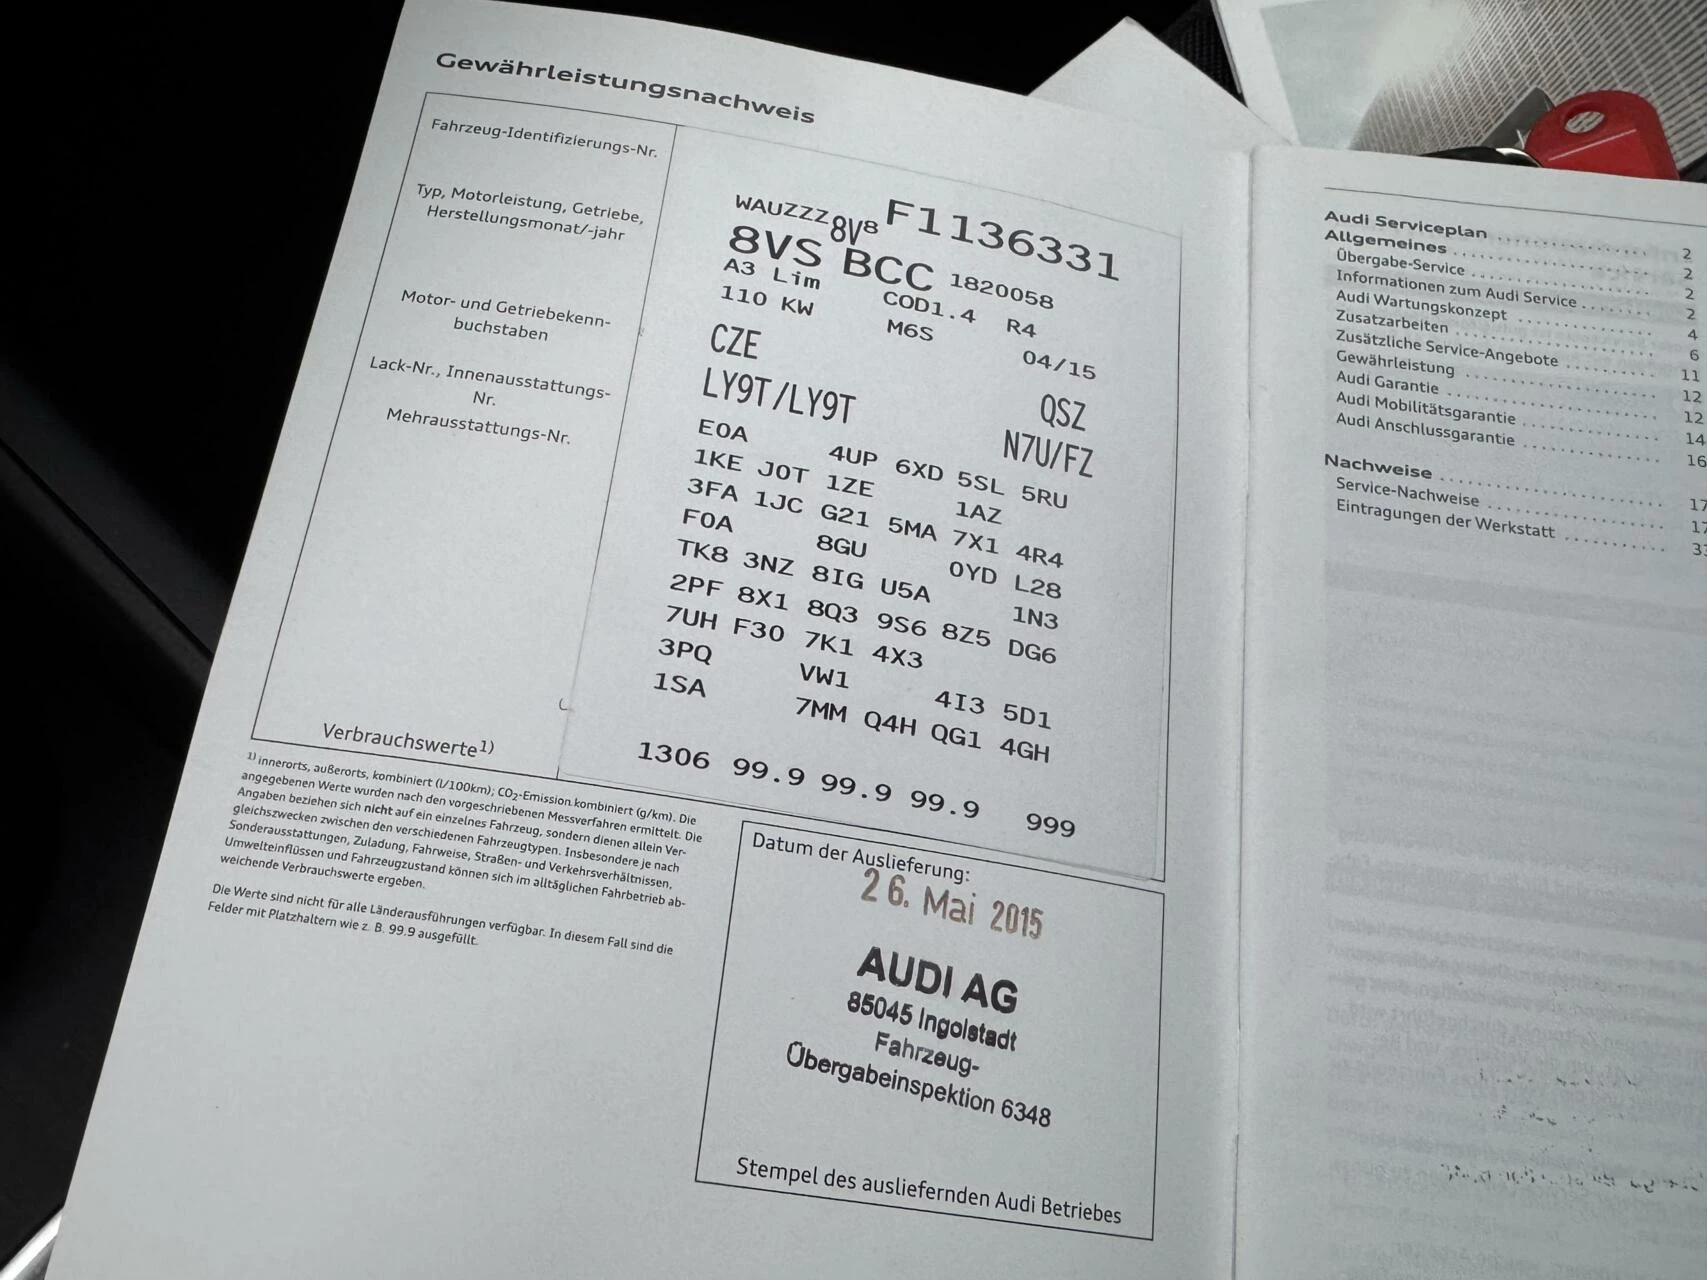 Gewährleistungsnachweis
Fahrzeug-Identifizierungs-Nr.
Typ, Motorleistung, Getriebe,
Herstellungsmonat/-jahr
Motor- und Getriebekenn-
buchstaben
Lack-Nr., Innenausstattungs-
Nr.
Mehrausstattungs-Nr.
Verbrauchswerte¹⁾
WAUZZZ8V8F1136331
8VS BCC 1820058
A3 Lim COD1.4 R4
110 KW M6S 04/15
CZE QSZ
LY9T/LY9T N7U/FZ
E0A 4UP 6XD 5SL 5RU
1KE J0T 1ZE 1AZ
3FA 1JC G21 5MA 7X1 4R4
F0A 8GU 0YD L28
TK8 3NZ 8IG U5A 1N3
2PF 8X1 8Q3 9S6 8Z5 DG6
7UH F30 7K1 4X3
3PQ VW1 4I3 5D1
1SA 7MM Q4H QG1 4GH
1306 99.9 99.9 99.9 999
¹⁾ innerorts, außerorts, kombiniert (l/100km); CO₂-Emission kombiniert (g/km). Die
angegebenen Werte wurden nach den vorgeschriebenen Messverfahren ermittelt. Die
Angaben beziehen sich nicht auf ein einzelnes Fahrzeug, sondern dienen allein Ver-
gleichszwecken zwischen den verschiedenen Fahrzeugtypen. Insbesondere je nach
Sonderausstattungen, Zuladung, Fahrweise, Straßen- und Verkehrsverhältnissen,
Umwelteinflüssen und Fahrzeugzustand können sich im alltäglichen Fahrbetrieb ab-
weichende Verbrauchswerte ergeben.
Die Werte sind nicht für alle Länderausführungen verfügbar. In diesem Fall sind die
Felder mit Platzhaltern wie z. B. 99.9 ausgefüllt.
Datum der Auslieferung:
26. Mai 2015
AUDI AG
85045 Ingolstadt
Fahrzeug-
Übergabeinspektion 6348
Stempel des ausliefernden Audi Betriebes
Audi Serviceplan .................. 2
Allgemeines .................. 2
Übergabe-Service .................. 2
Informationen zum Audi Service .................. 2
Audi Wartungskonzept .................. 4
Zusatzarbeiten .................. 6
Zusätzliche Service-Angebote .................. 11
Gewährleistung .................. 12
Audi Garantie .................. 12
Audi Mobilitätsgarantie .................. 14
Audi Anschlussgarantie .................. 16
Nachweise .................. 17
Service-Nachweise .................. 17
Eintragungen der Werkstatt .................. 33